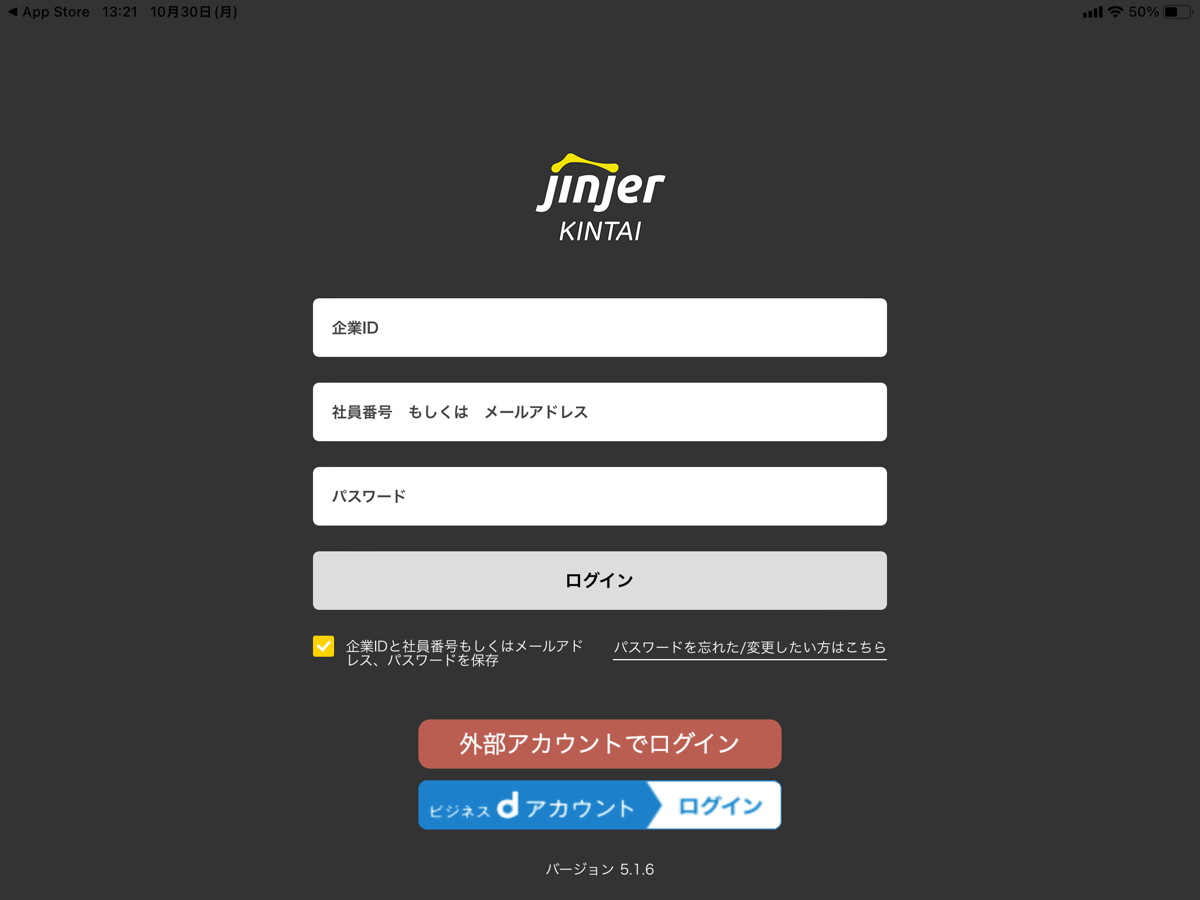 ◀ App Store 13:21 10月30日(月) 50%
jinjer
KINTAI
企業ID
社員番号　もしくは　メールアドレス
パスワード
ログイン
企業IDと社員番号もしくはメールアド
レス、パスワードを保存
パスワードを忘れた/変更したい方はこちら
外部アカウントでログイン
ビジネス d アカウント ログイン
バージョン 5.1.6